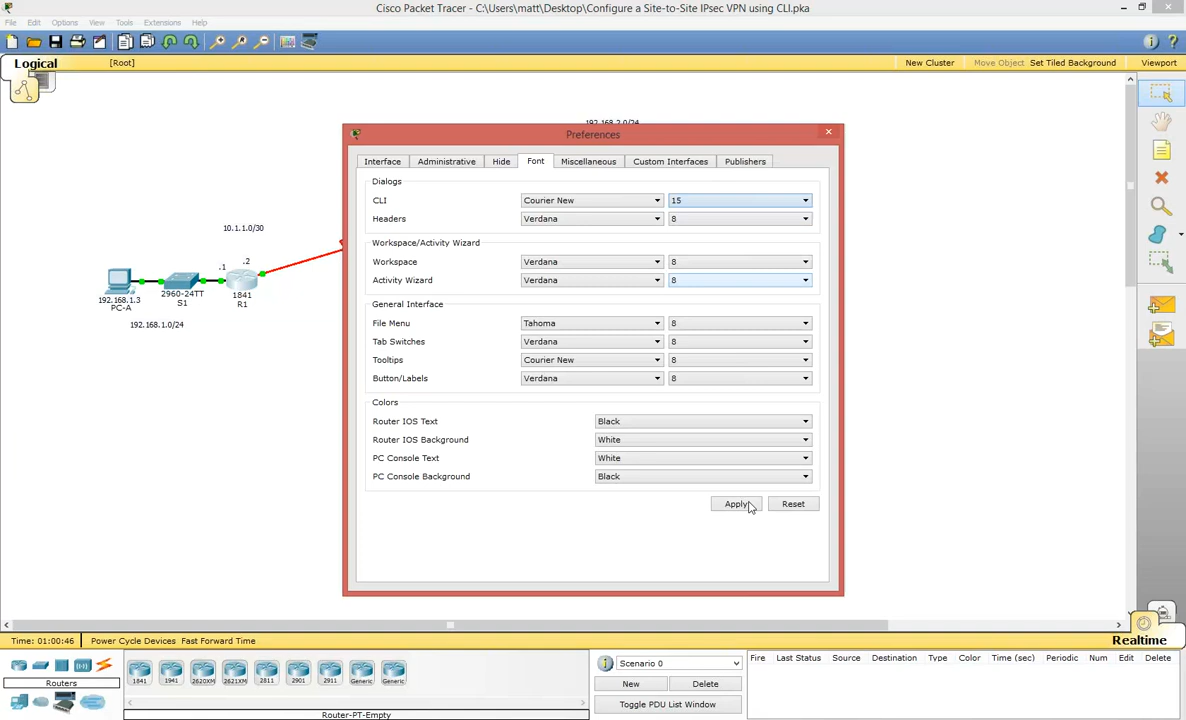 Cisco Packet Tracer - C:\Users\matt\Desktop\Configure a Site-to-Site IPsec VPN using CLI.pka
File Edit Options View Tools Extensions Help
Logical [Root] New Cluster Move Object Set Tiled Background Viewport
192.168.2.0/24
Preferences
Interface Administrative Hide Font Miscellaneous Custom Interfaces Publishers
Dialogs
CLI Courier New 15
Headers Verdana 8
Workspace/Activity Wizard
Workspace Verdana 8
Activity Wizard Verdana 8
General Interface
File Menu Tahoma 8
Tab Switches Verdana 8
Tooltips Courier New 8
Button/Labels Verdana 8
Colors
Router IOS Text Black
Router IOS Background White
PC Console Text White
PC Console Background Black
Apply Reset
10.1.1.0/30
.1 .2
192.168.1.3
PC-A
2960-24TT
S1
1841
R1
192.168.1.0/24
Time: 01:00:46 Power Cycle Devices Fast Forward Time
Realtime
Routers
1841 1941 2620XM 2621XM 2811 2901 2911 Generic Generic
Router-PT-Empty
Scenario 0
New Delete
Toggle PDU List Window
Fire Last Status Source Destination Type Color Time (sec) Periodic Num Edit Delete